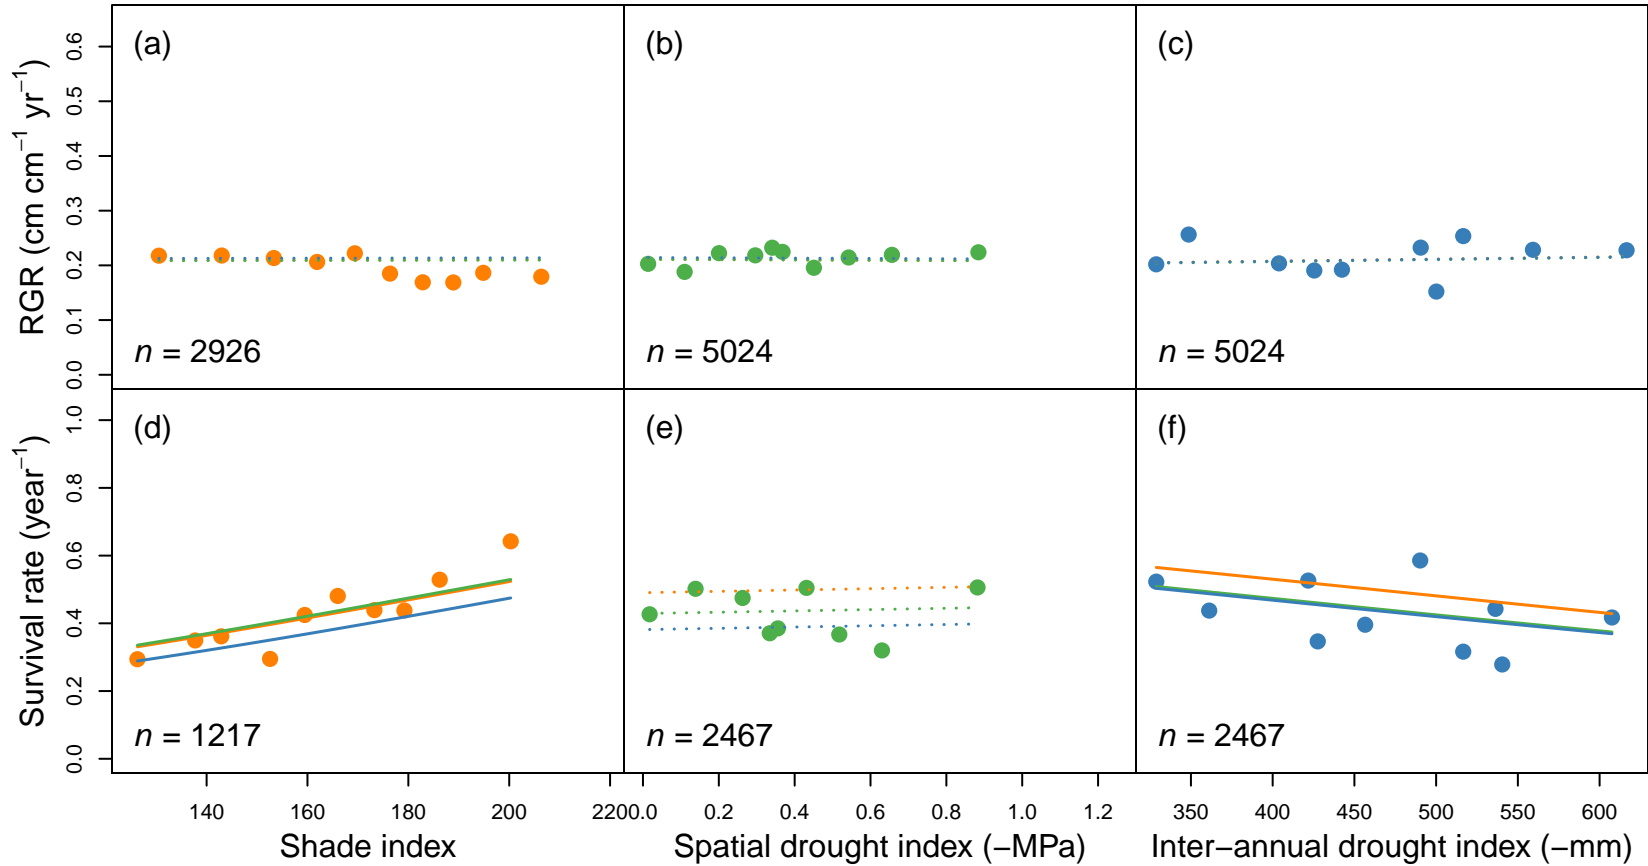 (a)
(b)
(c)
RGR (cm cm⁻¹ yr⁻¹)
0.6
0.5
0.4
0.3
0.2
0.1
0.0
n = 2926
n = 5024
n = 5024
(d)
(e)
(f)
Survival rate (year⁻¹)
1.0
0.8
0.6
0.4
0.2
0.0
n = 1217
n = 2467
n = 2467
140 160 180 200 220
0.0 0.2 0.4 0.6 0.8 1.0 1.2
350 400 450 500 550 600
Shade index
Spatial drought index (−MPa)
Inter−annual drought index (−mm)